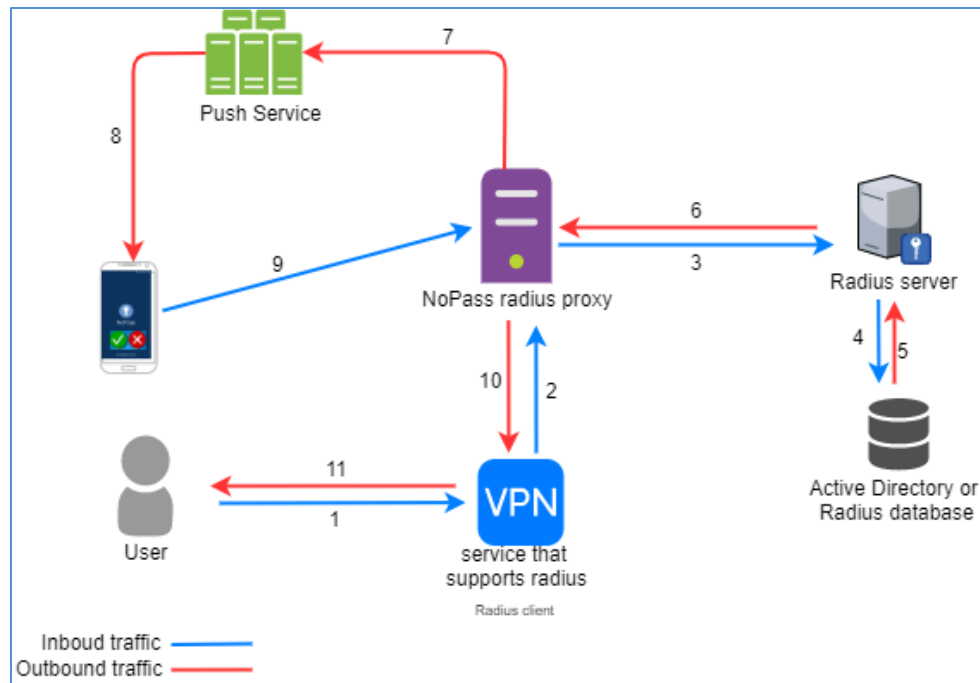 7
Push Service
8
6
9
3
NoPass radius proxy
Radius server
4
5
10
2
VPN
11
1
User
Active Directory or
Radius database
service that
supports radius
Radius client
Inboud traffic
Outbound traffic